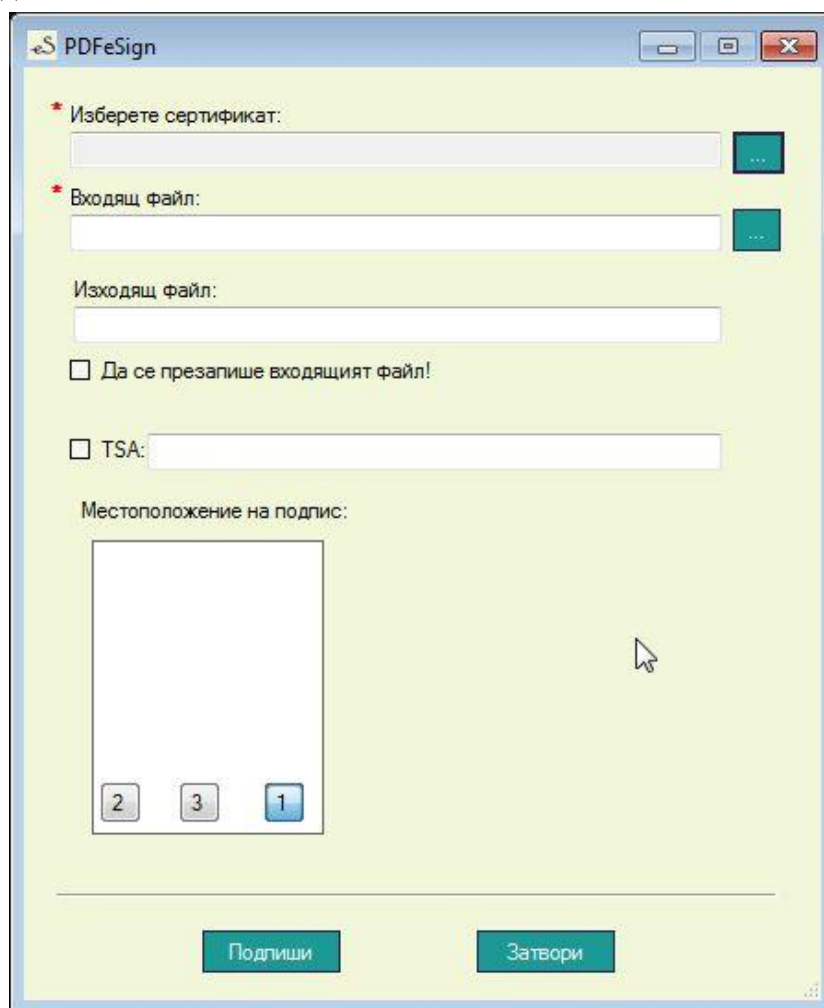 eS PDFeSign
* Изберете сертификат:
...
* Входящ файл:
...
Изходящ файл:
Да се презапише входящият файл!
TSA:
Местоположение на подпис:
2 3 1
Подпиши Затвори